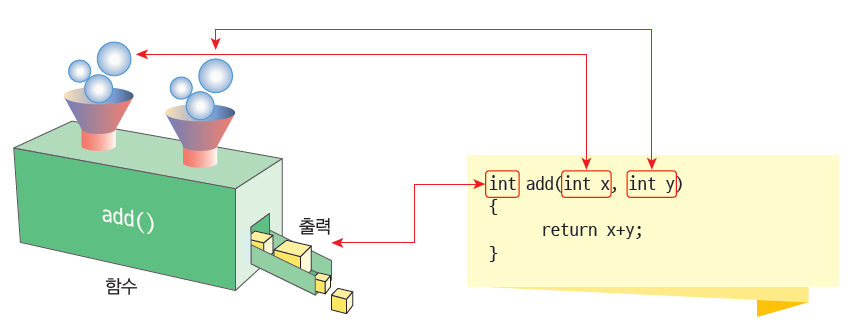 add()
함수
출력
int add(int x, int y)
{
return x+y;
}